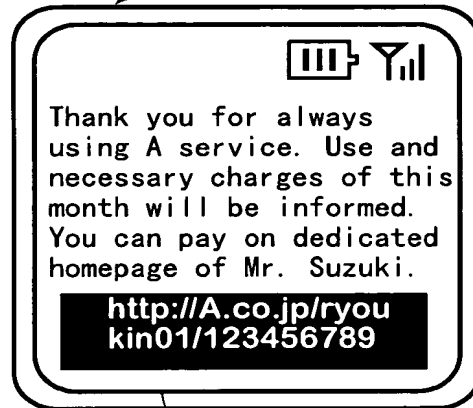 Thank you for always
using A service. Use and
necessary charges of this
month will be informed.
You can pay on dedicated
homepage of Mr. Suzuki.
http://A.co.jp/ryou
kin01/123456789